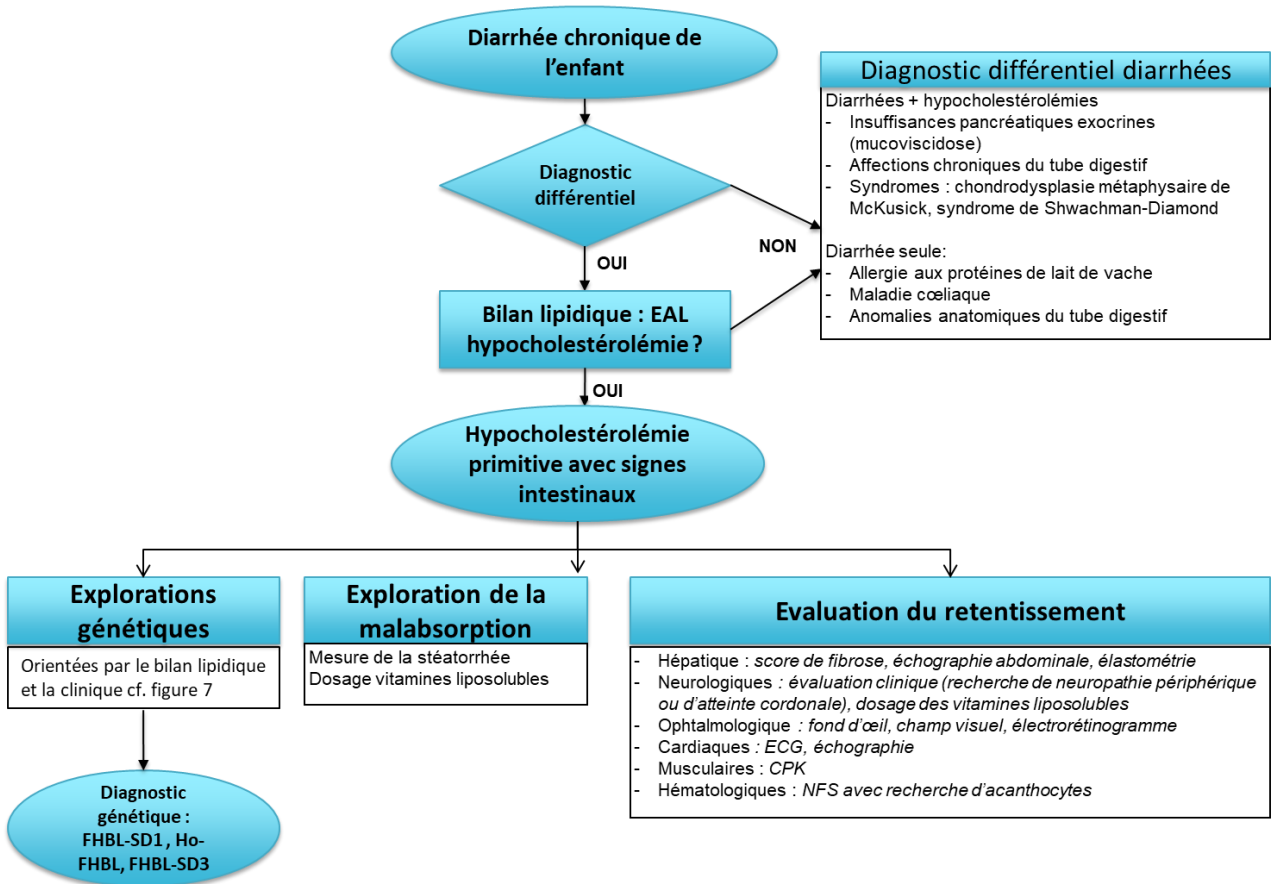 Diarrhée chronique de
l'enfant
Diagnostic
différentiel
NON
OUI
Diagnostic différentiel diarrhées
Diarrhées + hypocholestérolémies
- Insuffisances pancréatiques exocrines
(mucoviscidose)
- Affections chroniques du tube digestif
- Syndromes : chondrodysplasie métaphysaire de
McKusick, syndrome de Shwachman-Diamond
Diarrhée seule:
- Allergie aux protéines de lait de vache
- Maladie cœliaque
- Anomalies anatomiques du tube digestif
Bilan lipidique : EAL
hypocholestérolémie ?
OUI
Hypocholestérolémie
primitive avec signes
intestinaux
Explorations
génétiques
Orientées par le bilan lipidique
et la clinique cf. figure 7
Diagnostic
génétique :
FHBL-SD1 , Ho-
FHBL, FHBL-SD3
Exploration de la
malabsorption
Mesure de la stéatorrhée
Dosage vitamines liposolubles
Evaluation du retentissement
- Hépatique : score de fibrose, échographie abdominale, élastométrie
- Neurologiques : évaluation clinique (recherche de neuropathie périphérique
ou d'atteinte cordonale), dosage des vitamines liposolubles
- Ophtalmologique : fond d'œil, champ visuel, électrorétinogramme
- Cardiaques : ECG, échographie
- Musculaires : CPK
- Hématologiques : NFS avec recherche d'acanthocytes